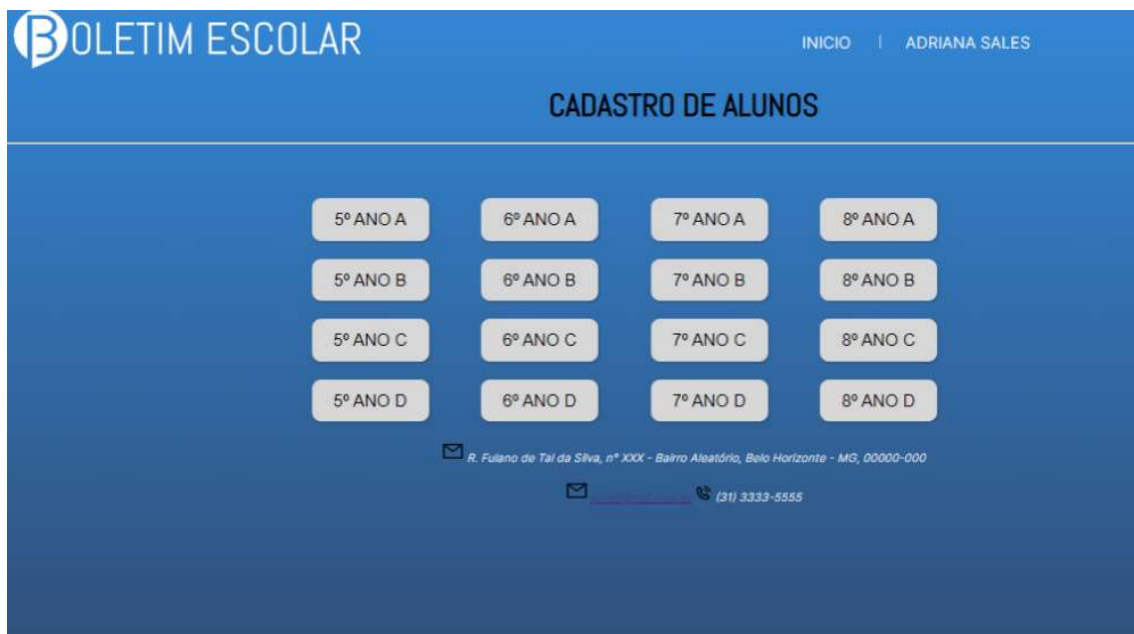 BOLETIM ESCOLAR
INICIO | ADRIANA SALES
CADASTRO DE ALUNOS
5º ANO A 6º ANO A 7º ANO A 8º ANO A
5º ANO B 6º ANO B 7º ANO B 8º ANO B
5º ANO C 6º ANO C 7º ANO C 8º ANO C
5º ANO D 6º ANO D 7º ANO D 8º ANO D
R. Fulano de Tal da Silva, nº XXX - Bairro Aleatório, Belo Horizonte - MG, 00000-000
(31) 3333-5555